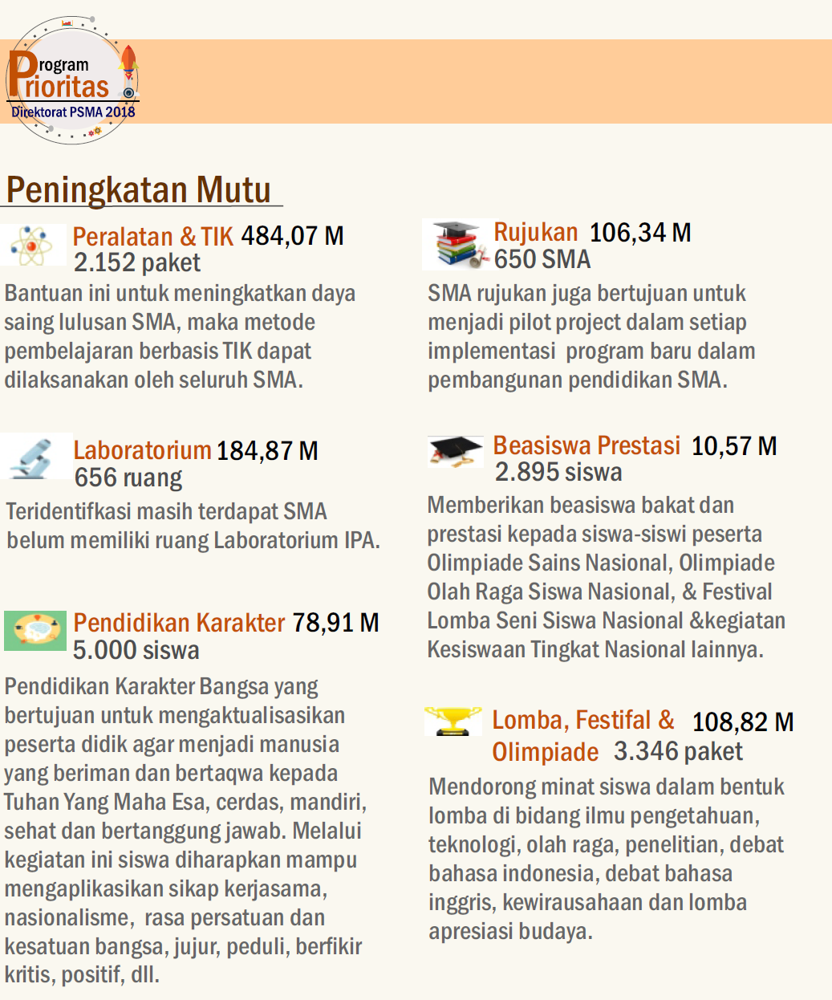 Program
Prioritas
Direktorat PSMA 2018
Peningkatan Mutu
Peralatan & TIK 484,07 M
2.152 paket
Bantuan ini untuk meningkatkan daya
saing lulusan SMA, maka metode
pembelajaran berbasis TIK dapat
dilaksanakan oleh seluruh SMA.
Laboratorium 184,87 M
656 ruang
Teridentifkasi masih terdapat SMA
belum memiliki ruang Laboratorium IPA.
Pendidikan Karakter 78,91 M
5.000 siswa
Pendidikan Karakter Bangsa yang
bertujuan untuk mengaktualisasikan
peserta didik agar menjadi manusia
yang beriman dan bertaqwa kepada
Tuhan Yang Maha Esa, cerdas, mandiri,
sehat dan bertanggung jawab. Melalui
kegiatan ini siswa diharapkan mampu
mengaplikasikan sikap kerjasama,
nasionalisme, rasa persatuan dan
kesatuan bangsa, jujur, peduli, berfikir
kritis, positif, dll.
Rujukan 106,34 M
650 SMA
SMA rujukan juga bertujuan untuk
menjadi pilot project dalam setiap
implementasi program baru dalam
pembangunan pendidikan SMA.
Beasiswa Prestasi 10,57 M
2.895 siswa
Memberikan beasiswa bakat dan
prestasi kepada siswa-siswi peserta
Olimpiade Sains Nasional, Olimpiade
Olah Raga Siswa Nasional, & Festival
Lomba Seni Siswa Nasional &kegiatan
Kesiswaan Tingkat Nasional lainnya.
Lomba, Festifal & 108,82 M
Olimpiade 3.346 paket
Mendorong minat siswa dalam bentuk
lomba di bidang ilmu pengetahuan,
teknologi, olah raga, penelitian, debat
bahasa indonesia, debat bahasa
inggris, kewirausahaan dan lomba
apresiasi budaya.